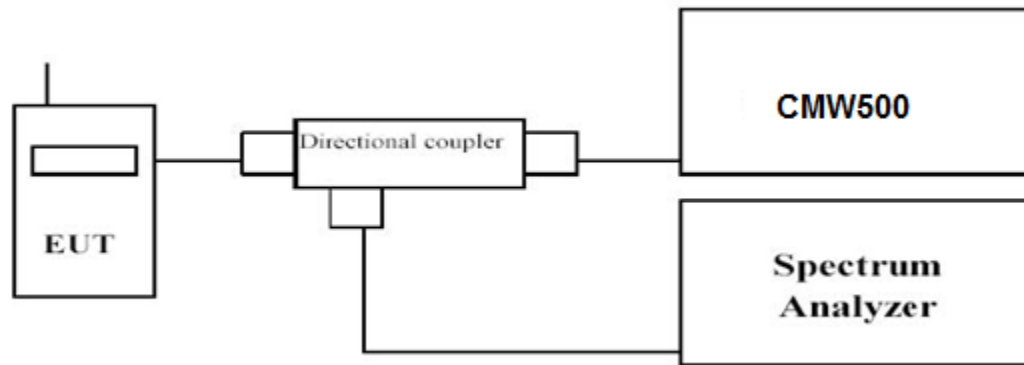 CMW500
Directional coupler
EUT
Spectrum
Analyzer